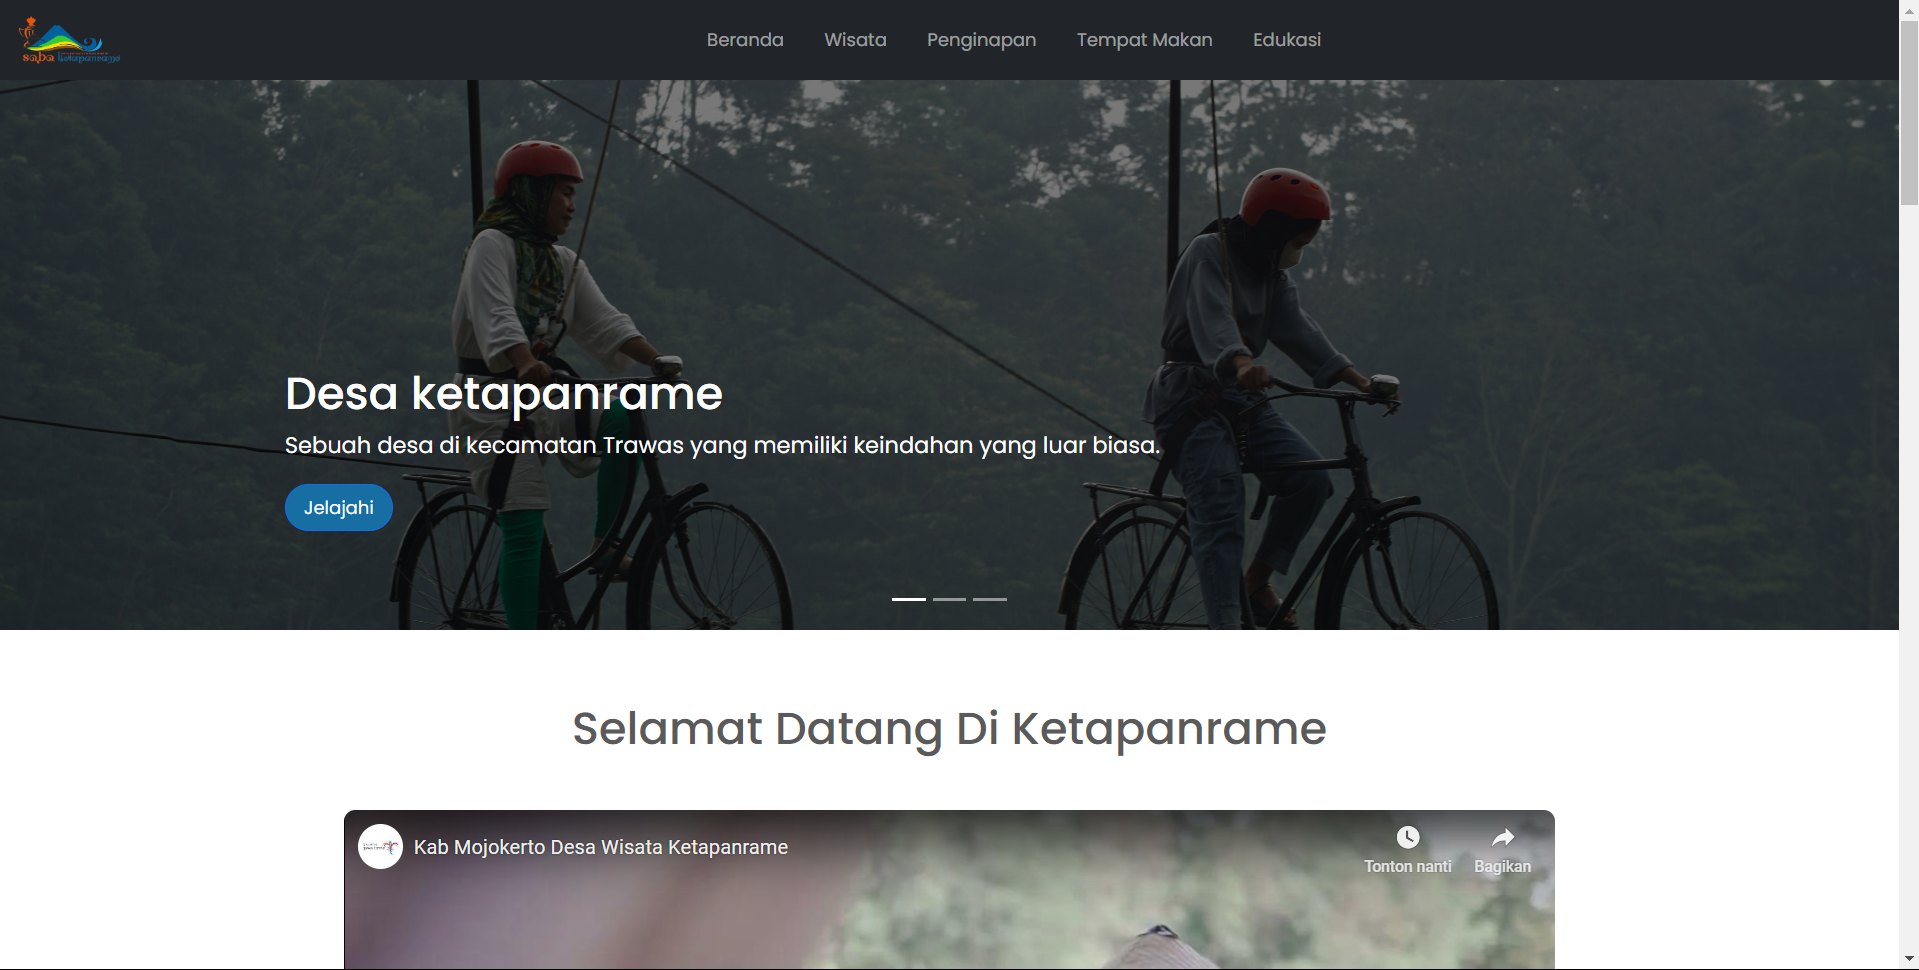 saba ketapanrame
Beranda Wisata Penginapan Tempat Makan Edukasi
Desa ketapanrame
Sebuah desa di kecamatan Trawas yang memiliki keindahan yang luar biasa.
Jelajahi
Selamat Datang Di Ketapanrame
Kab Mojokerto Desa Wisata Ketapanrame
Tonton nanti Bagikan